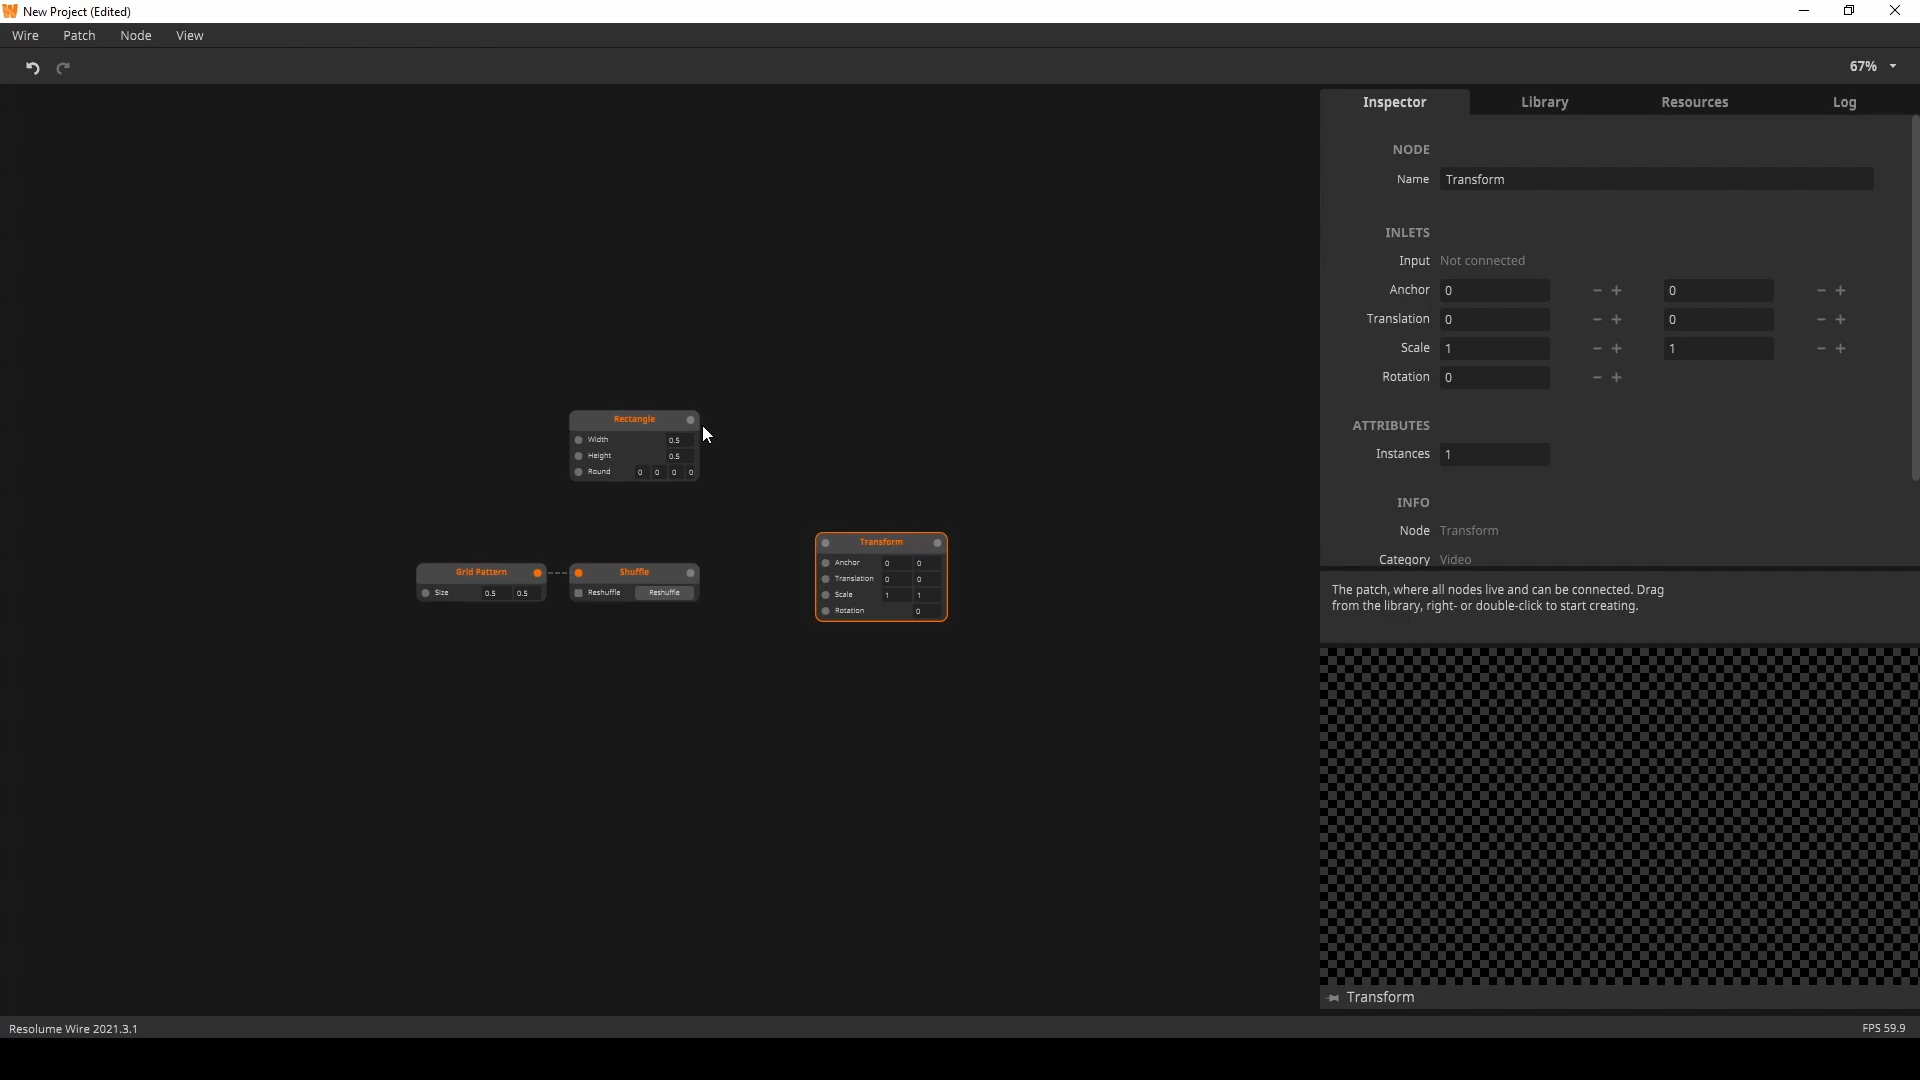 New Project (Edited)
Wire Patch Node View
67%
Inspector Library Resources Log
NODE
Name Transform
INLETS
Input Not connected
Anchor 0 0
Translation 0 0
Scale 1 1
Rotation 0
ATTRIBUTES
Instances 1
INFO
Node Transform
Category Video
Rectangle
Width 0.5
Height 0.5
Round 0 0 0 0
Grid Pattern
Size 0.5 0.5
Shuffle
Reshuffle Reshuffle
Transform
Anchor 0 0
Translation 0 0
Scale 1 1
Rotation 0
The patch, where all nodes live and can be connected. Drag
from the library, right- or double-click to start creating.
Transform
Resolume Wire 2021.3.1
FPS 59.9